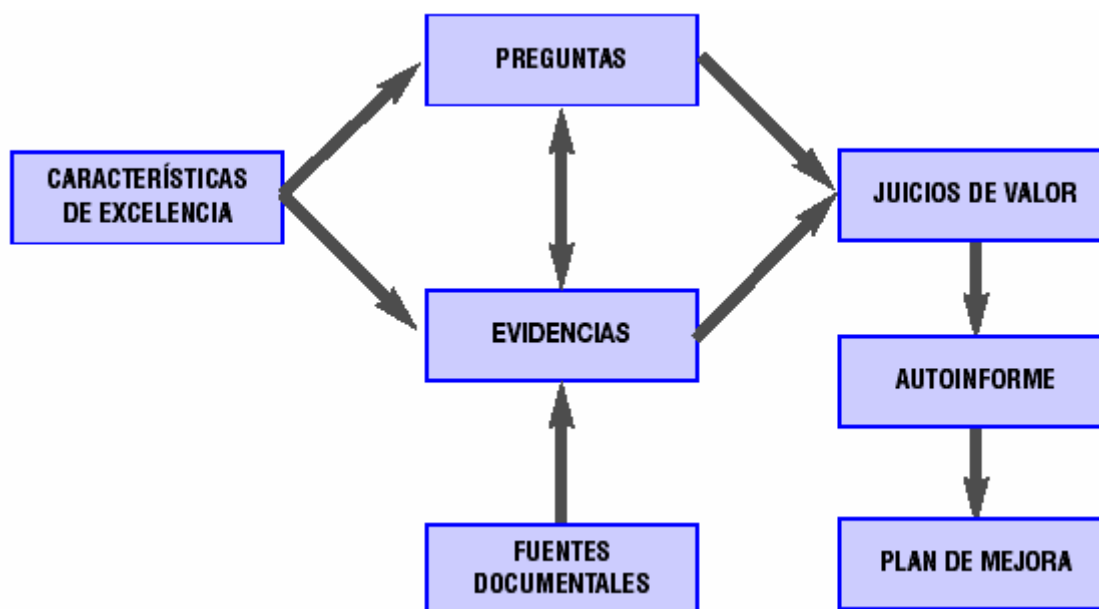 PREGUNTAS
CARACTERÍSTICAS
DE EXCELENCIA
JUICIOS DE VALOR
EVIDENCIAS
AUTOINFORME
FUENTES
DOCUMENTALES
PLAN DE MEJORA